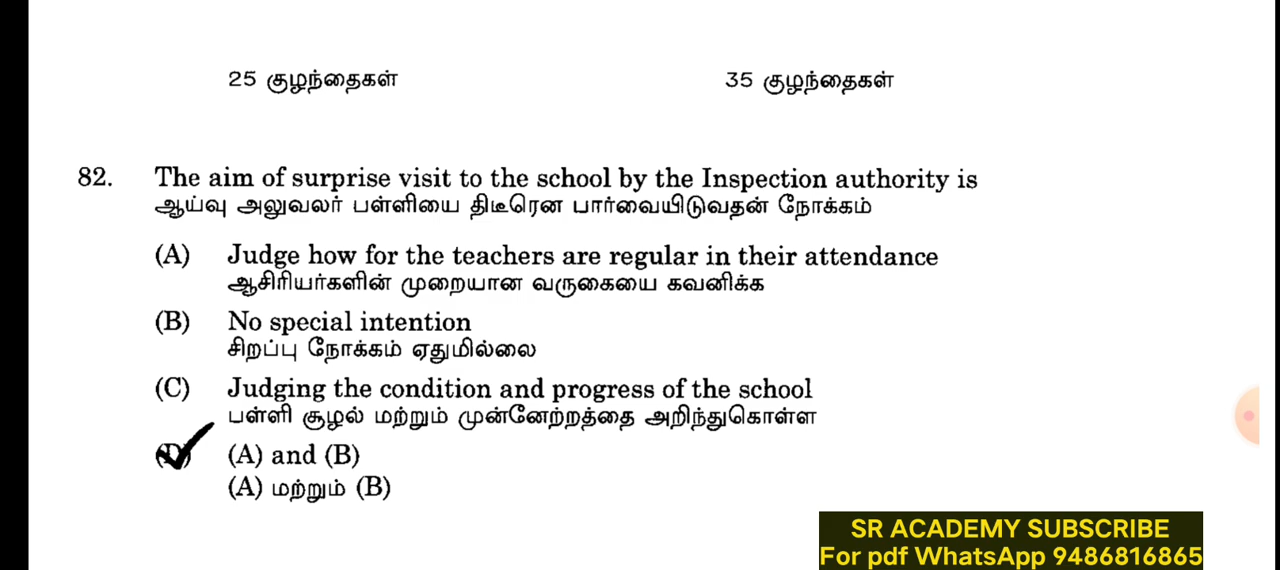 25 குழந்தைகள் 35 குழந்தைகள்
82. The aim of surprise visit to the school by the Inspection authority is
ஆய்வு அலுவலர் பள்ளியை திடீரென பார்வையிடுவதன் நோக்கம்
(A) Judge how for the teachers are regular in their attendance
ஆசிரியர்களின் முறையான வருகையை கவனிக்க
(B) No special intention
சிறப்பு நோக்கம் ஏதுமில்லை
(C) Judging the condition and progress of the school
பள்ளி சூழல் மற்றும் முன்னேற்றத்தை அறிந்துகொள்ள
(D) (A) and (B)
(A) மற்றும் (B)
SR ACADEMY SUBSCRIBE
For pdf WhatsApp 9486816865